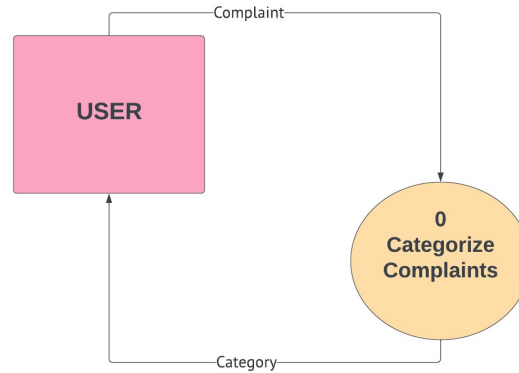 Complaint
USER
0
Categorize
Complaints
Category